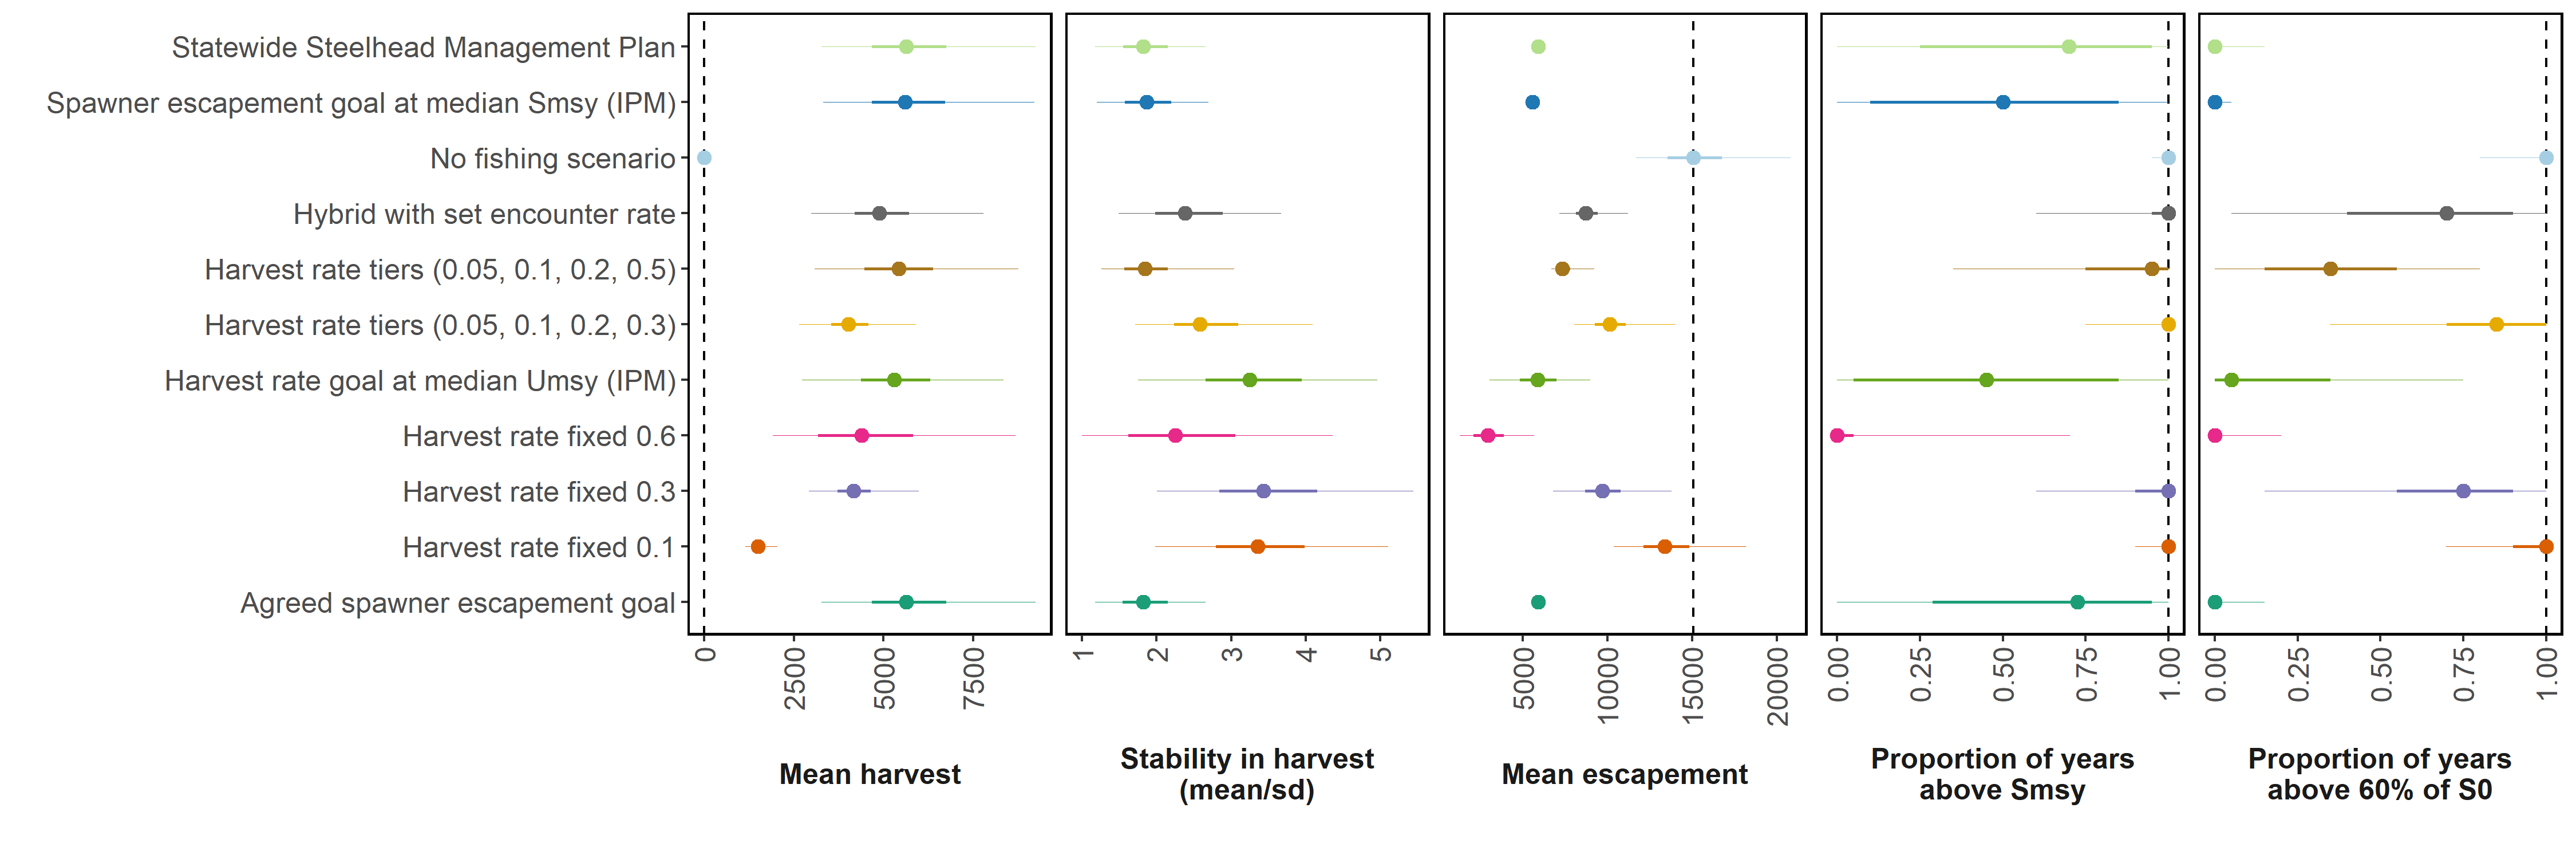 Statewide Steelhead Management Plan
Spawner escapement goal at median Smsy (IPM)
No fishing scenario
Hybrid with set encounter rate
Harvest rate tiers (0.05, 0.1, 0.2, 0.5)
Harvest rate tiers (0.05, 0.1, 0.2, 0.3)
Harvest rate goal at median Umsy (IPM)
Harvest rate fixed 0.6
Harvest rate fixed 0.3
Harvest rate fixed 0.1
Agreed spawner escapement goal
0 2500 5000 7500
1 2 3 4 5
5000 10000 15000 20000
0.00 0.25 0.50 0.75 1.00
0.00 0.25 0.50 0.75 1.00
Mean harvest
Stability in harvest
(mean/sd)
Mean escapement
Proportion of years
above Smsy
Proportion of years
above 60% of S0